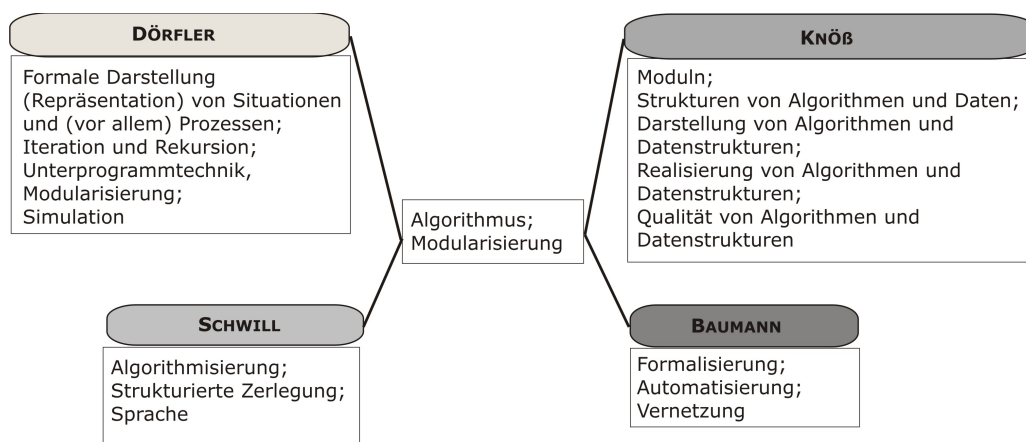 DÖRFLER
Formale Darstellung
(Repräsentation) von Situationen
und (vor allem) Prozessen;
Iteration und Rekursion;
Unterprogrammtechnik,
Modularisierung;
Simulation
KNÖß
Moduln;
Strukturen von Algorithmen und Daten;
Darstellung von Algorithmen und
Datenstrukturen;
Realisierung von Algorithmen und
Datenstrukturen;
Qualität von Algorithmen und
Datenstrukturen
Algorithmus;
Modularisierung
SCHWILL
Algorithmisierung;
Strukturierte Zerlegung;
Sprache
BAUMANN
Formalisierung;
Automatisierung;
Vernetzung